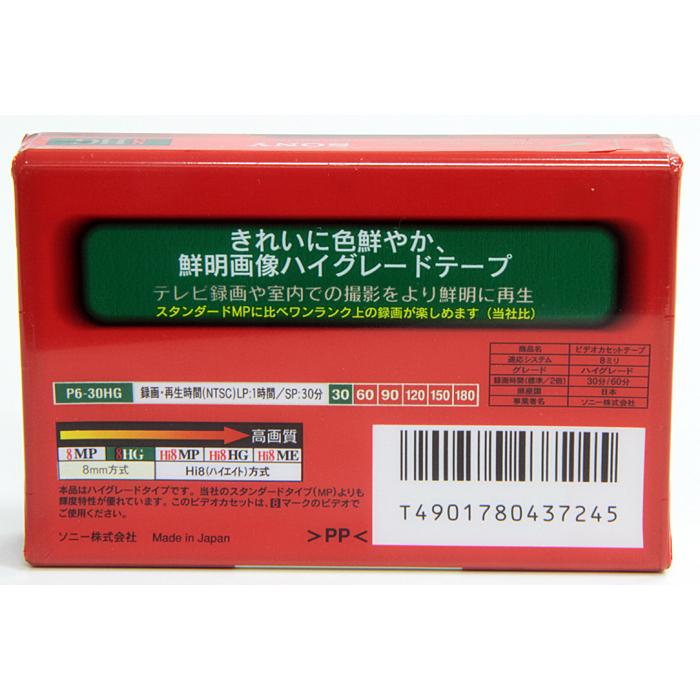 8HG
SONY
きれいに色鮮やか、
鮮明画像ハイグレードテープ
テレビ録画や室内での撮影をより鮮明に再生
スタンダードMPに比べワンランク上の録画が楽しめます（当社比）
商品名 ビデオカセットテープ
適応システム 8ミリ
グレード ハイグレード
録画時間(標準／2倍) 30分/60分
原産国 日本
事業者名 ソニー株式会社
P6-30HG 録画・再生時間(NTSC)LP:1時間/SP:30分 30 60 90 120 150 180
高画質
8MP 8HG Hi8MP Hi8HG Hi8ME
8mm方式 Hi8(ハイエイト)方式
本品はハイグレードタイプです。当社のスタンダードタイプ(MP)よりも
輝度特性が優れています。このビデオカセットは、8マークのビデオで
ご使用ください。
ソニー株式会社 Made in Japan
>PP<
T4901780437245